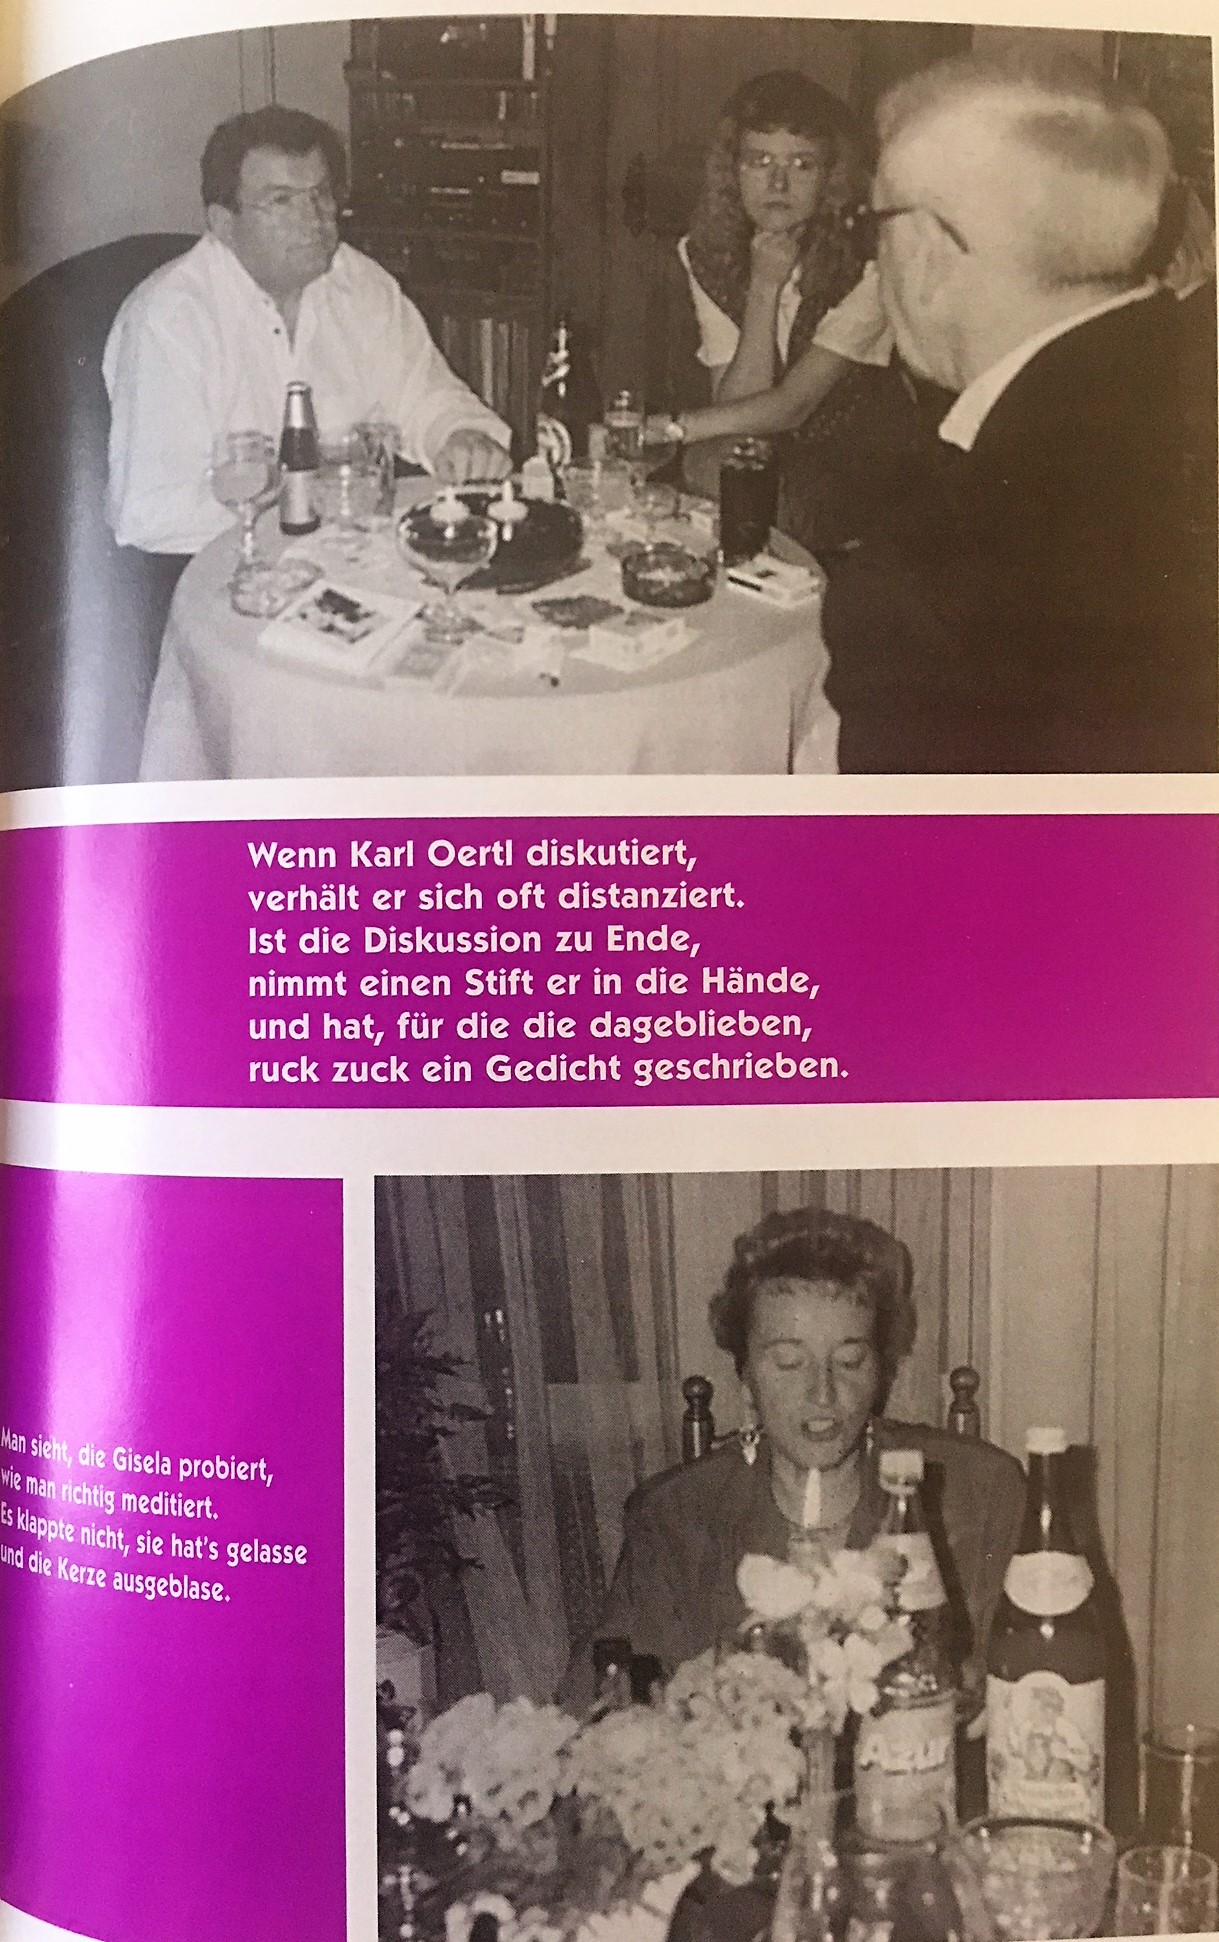 Wenn Karl Oertl diskutiert,
verhält er sich oft distanziert.
Ist die Diskussion zu Ende,
nimmt einen Stift er in die Hände,
und hat, für die die dageblieben,
ruck zuck ein Gedicht geschrieben.
Man sieht, die Gisela probiert,
wie man richtig meditiert.
Es klappte nicht, sie hat's gelasse
und die Kerze ausgeblase.
Azur